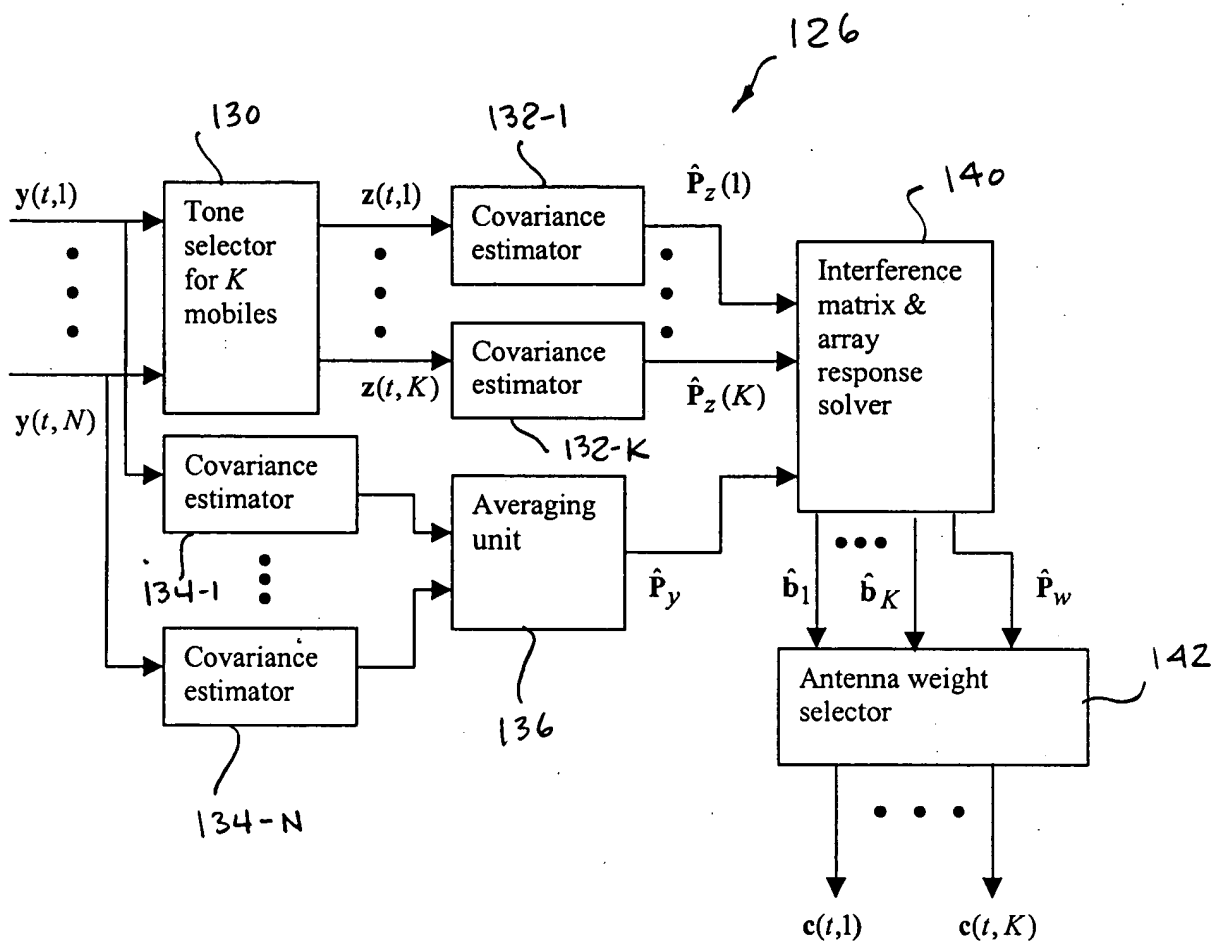 126
130
132-1
y(t,1)
Tone
selector
for K
mobiles
z(t,1)
Covariance
estimator
P̂z(1)
140
Interference
matrix &
array
response
solver
y(t, N)
z(t, K)
Covariance
estimator
P̂z(K)
132-K
Covariance
estimator
134-1
Averaging
unit
P̂y
136
Covariance
estimator
134-N
b̂1
b̂K
P̂w
Antenna weight
selector
142
c(t,1)
c(t, K)